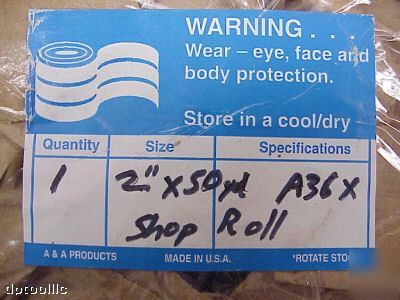 WARNING . . .
Wear – eye, face and
body protection.
Store in a cool/dry
Quantity Size Specifications
1 2" x 50yd A36X
Shop Roll
A & A PRODUCTS MADE IN U.S.A. *ROTATE STO
tiptoolllc